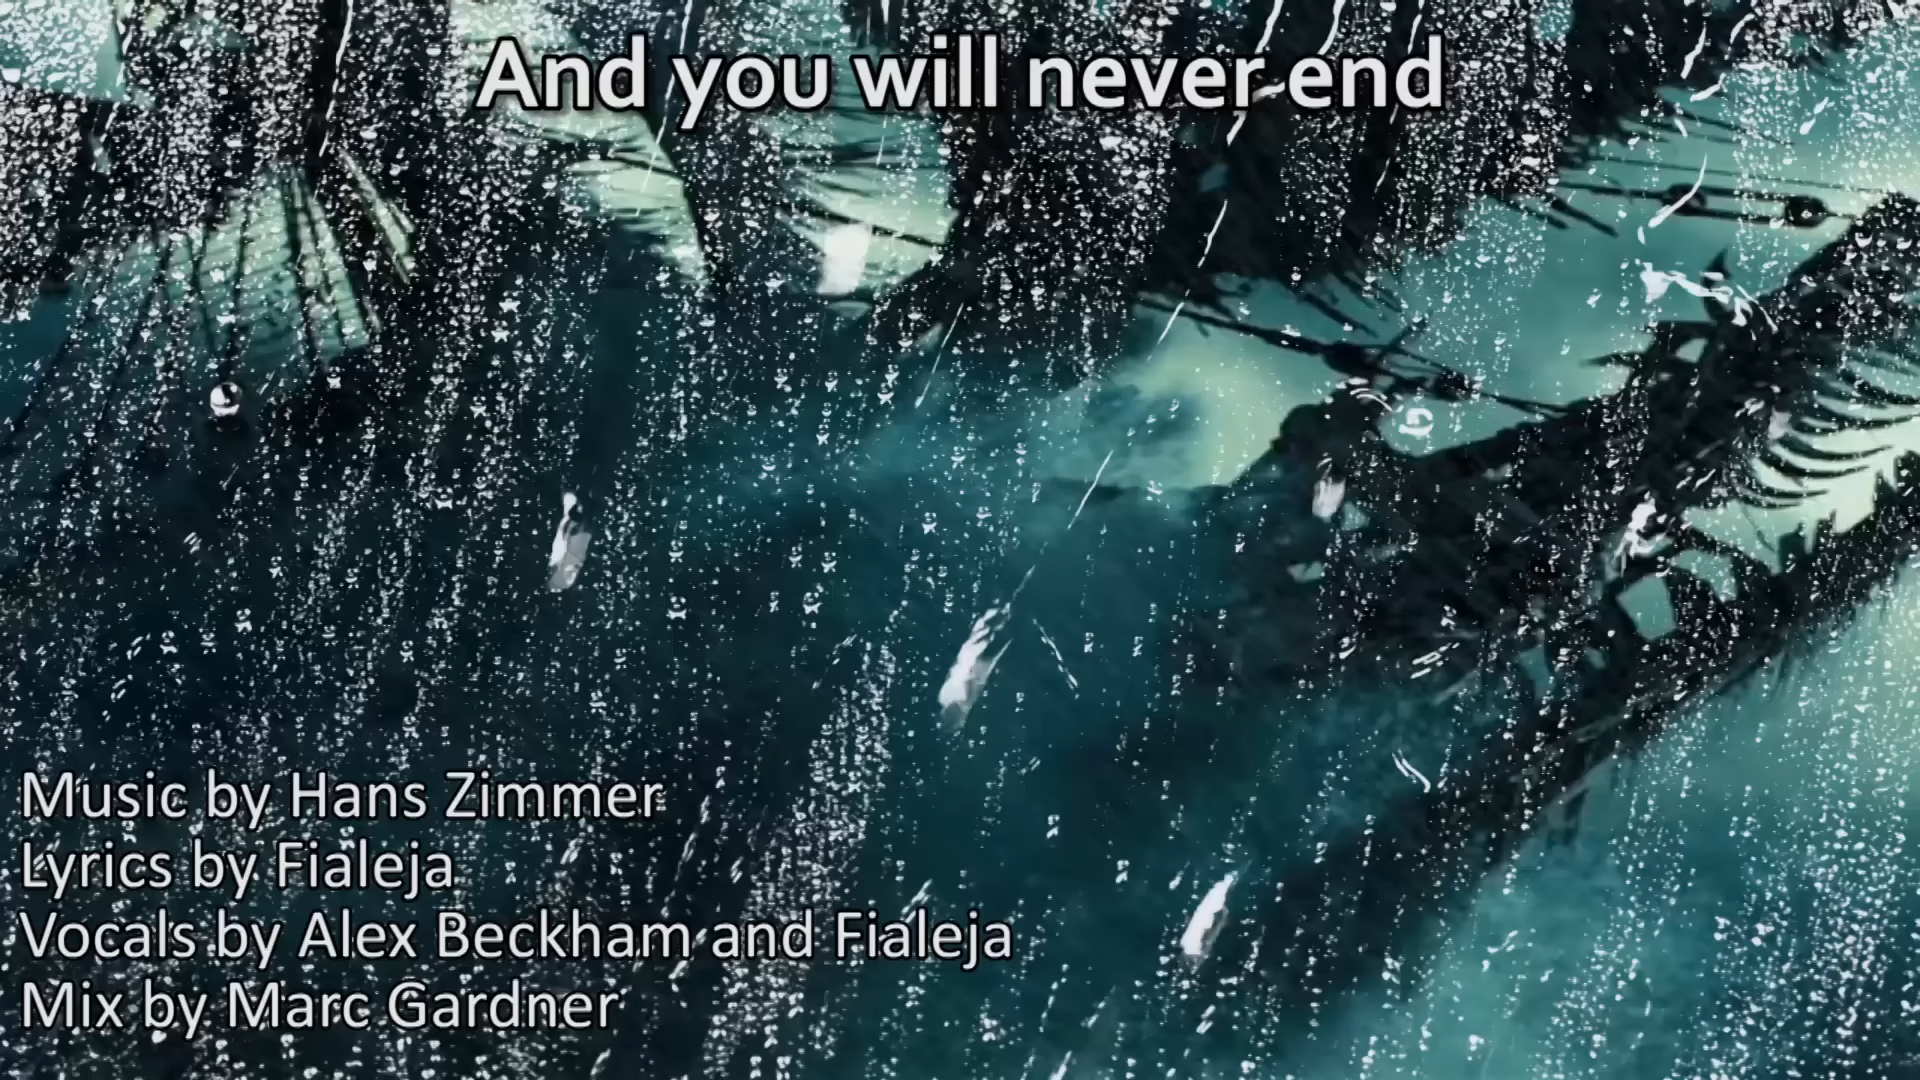 And you will never end
Music by Hans Zimmer
Lyrics by Fialeja
Vocals by Alex Beckham and Fialeja
Mix by Marc Gardner